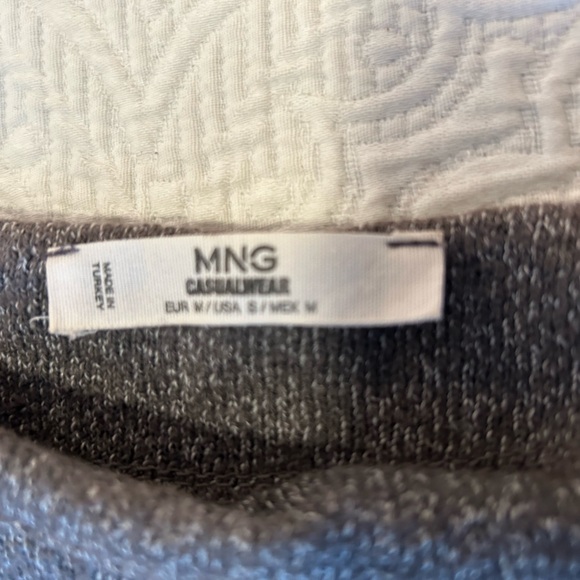 MNG
CASUALWEAR
EUR M / USA S / MEX M
MADE IN
TURKEY